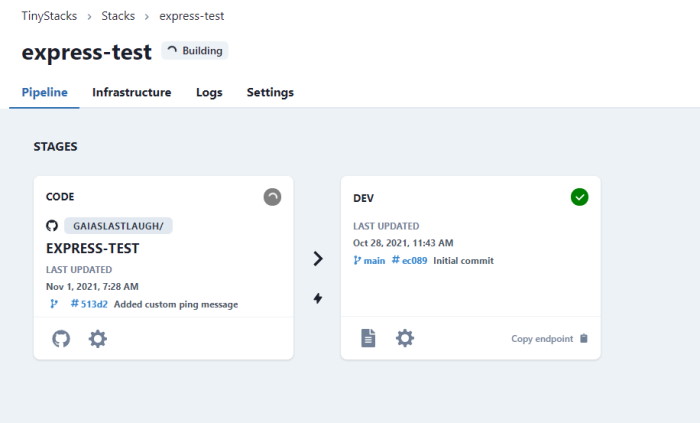 TinyStacks > Stacks > express-test
express-test Building
Pipeline Infrastructure Logs Settings
STAGES
CODE
GAIASLASTLAUGH/
EXPRESS-TEST
LAST UPDATED
Nov 1, 2021, 7:28 AM
#513d2 Added custom ping message
DEV
LAST UPDATED
Oct 28, 2021, 11:43 AM
main #ec089 Initial commit
Copy endpoint